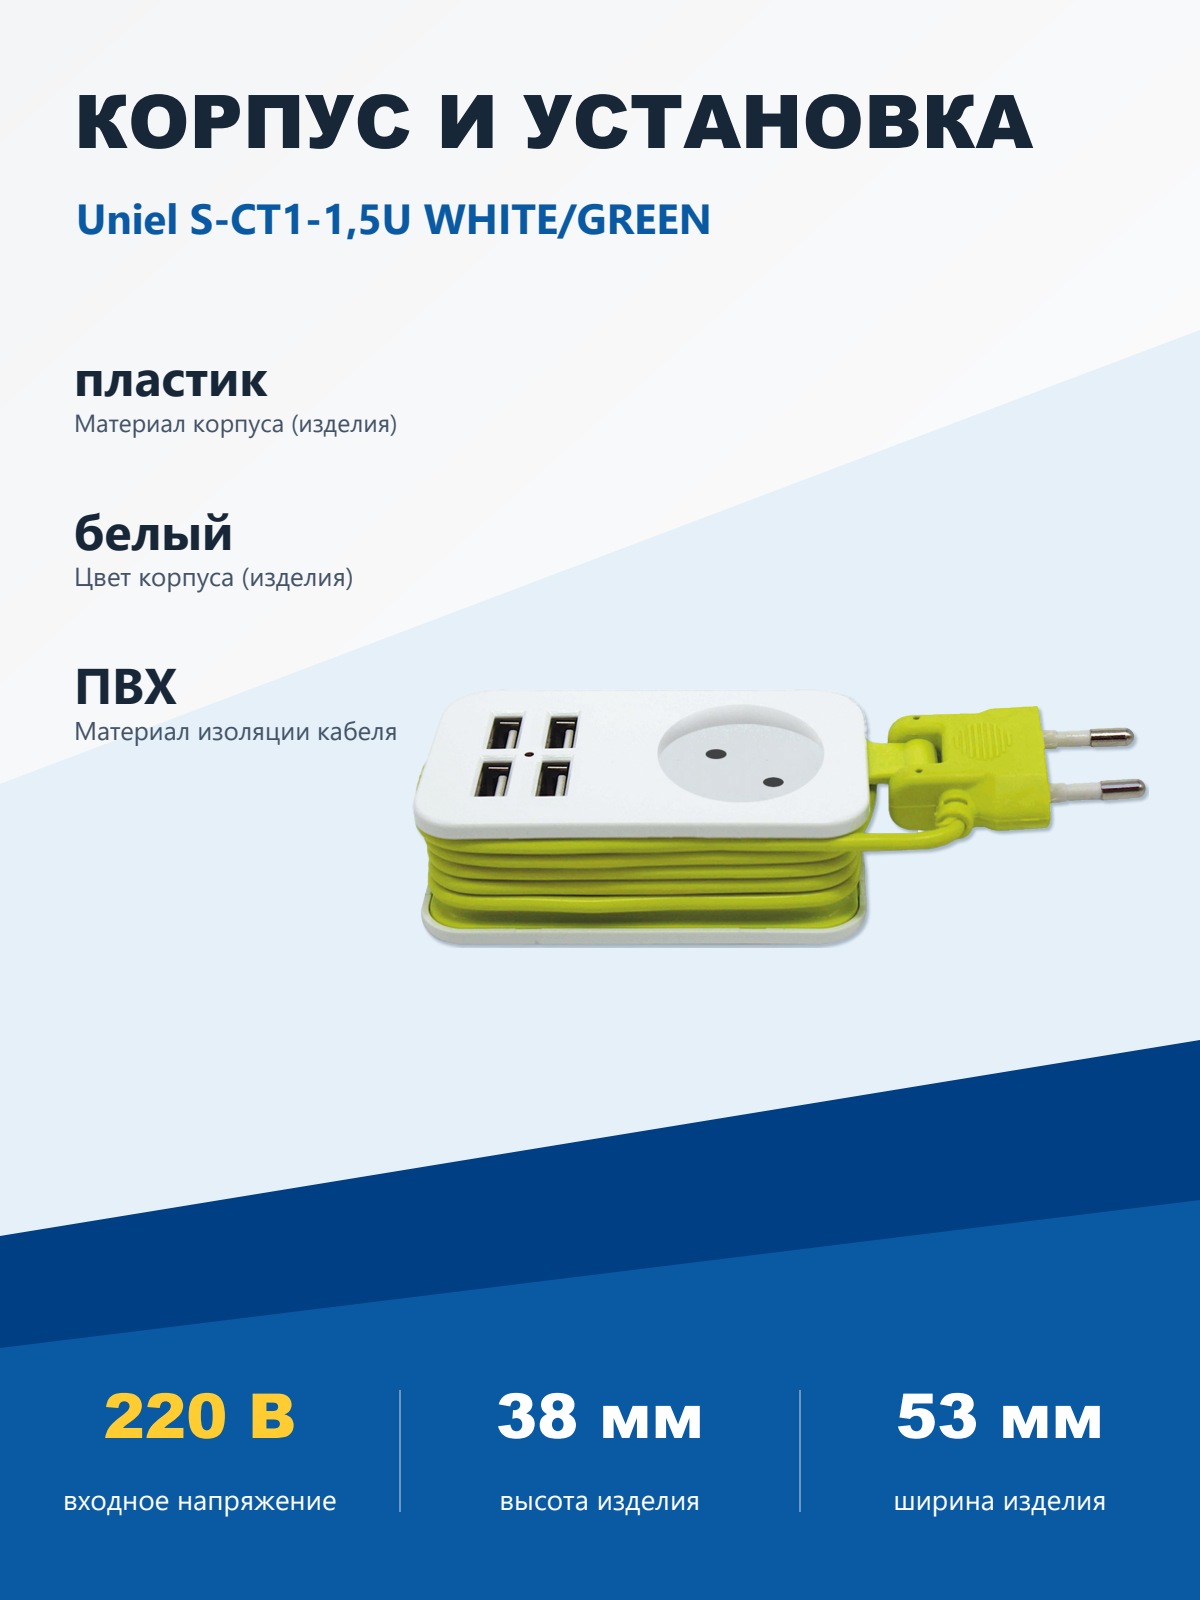 КОРПУС И УСТАНОВКА
Uniel S-CT1-1,5U WHITE/GREEN
пластик
Материал корпуса (изделия)
белый
Цвет корпуса (изделия)
ПВХ
Материал изоляции кабеля
220 В
входное напряжение
38 мм
высота изделия
53 мм
ширина изделия